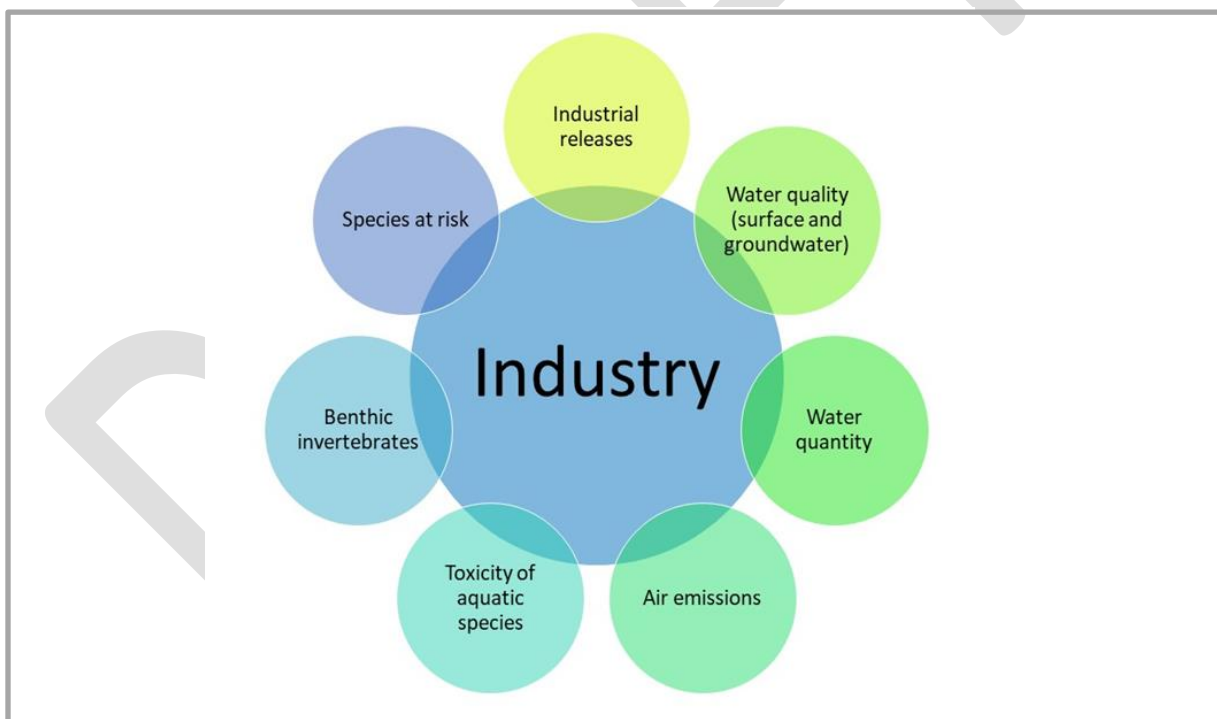 Industrial
releases
Water quality
(surface and
groundwater)
Water
quantity
Air emissions
Toxicity of
aquatic
species
Benthic
invertebrates
Species at risk
Industry